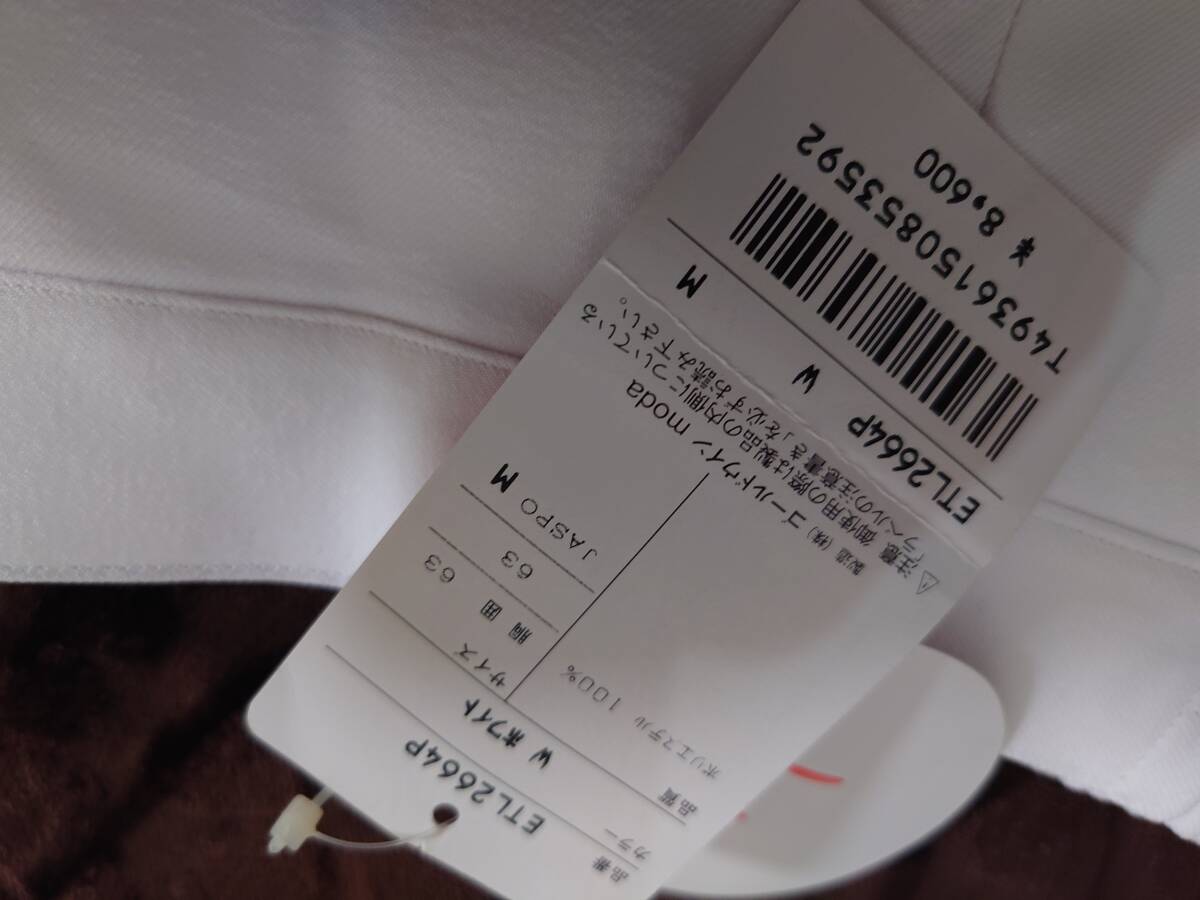 品番 ETL2664P
カラー W ホワイト
品質 サイズ
ポリエステル 100%
胴囲 63
63
JASPO M
製造 (株) ゴールドウイン moda
⚠注意 御使用の際は製品の内側についている
ラベルの注意書き」を必ずお読み下さい。
ETL2664P W M
T4936150853592
* 8,600